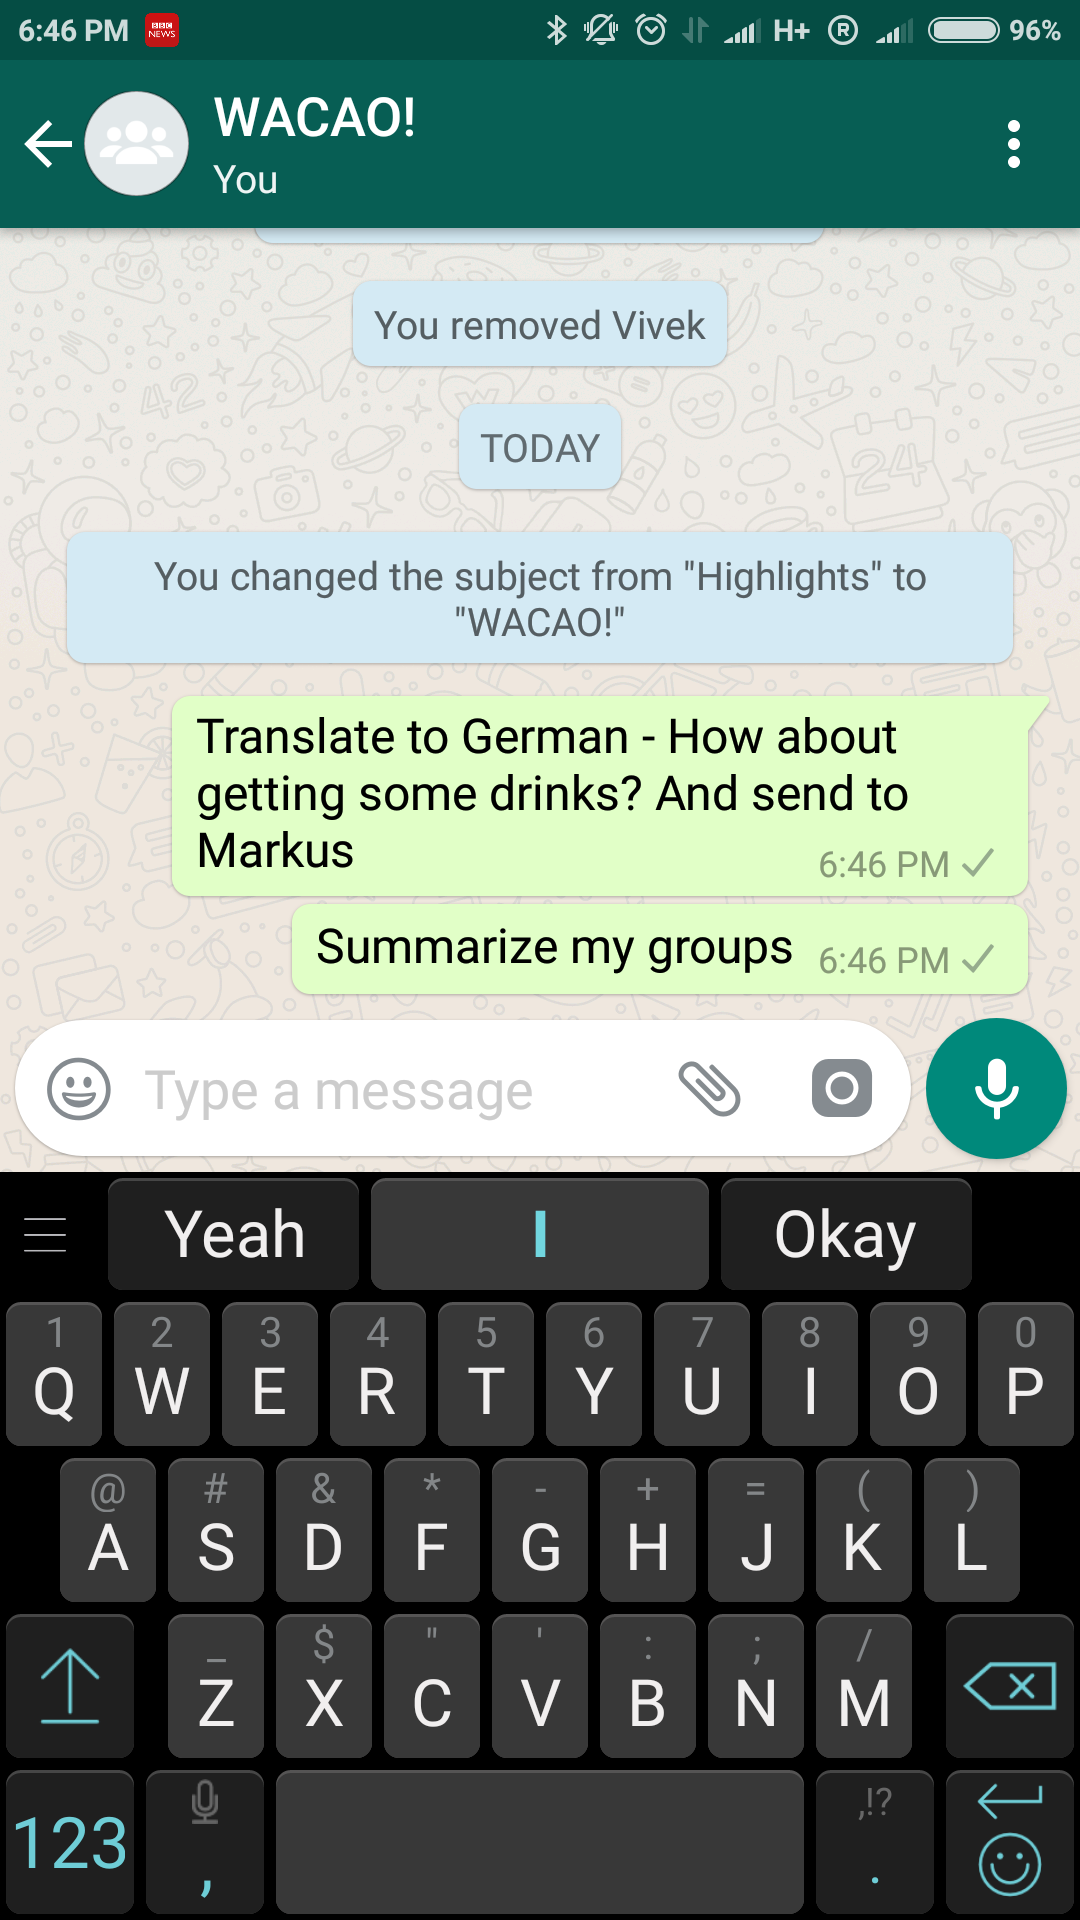 6:46 PM BBC NEWS H+ R 96%
WACAO!
You
You removed Vivek
TODAY
You changed the subject from "Highlights" to
"WACAO!"
Translate to German - How about
getting some drinks? And send to
Markus
6:46 PM
Summarize my groups 6:46 PM
Type a message
Yeah I Okay
1 2 3 4 5 6 7 8 9 0
Q W E R T Y U I O P
@ # & * - + = ( )
A S D F G H J K L
_ $ " ' : ; /
Z X C V B N M
123 , ,!? .
42
24